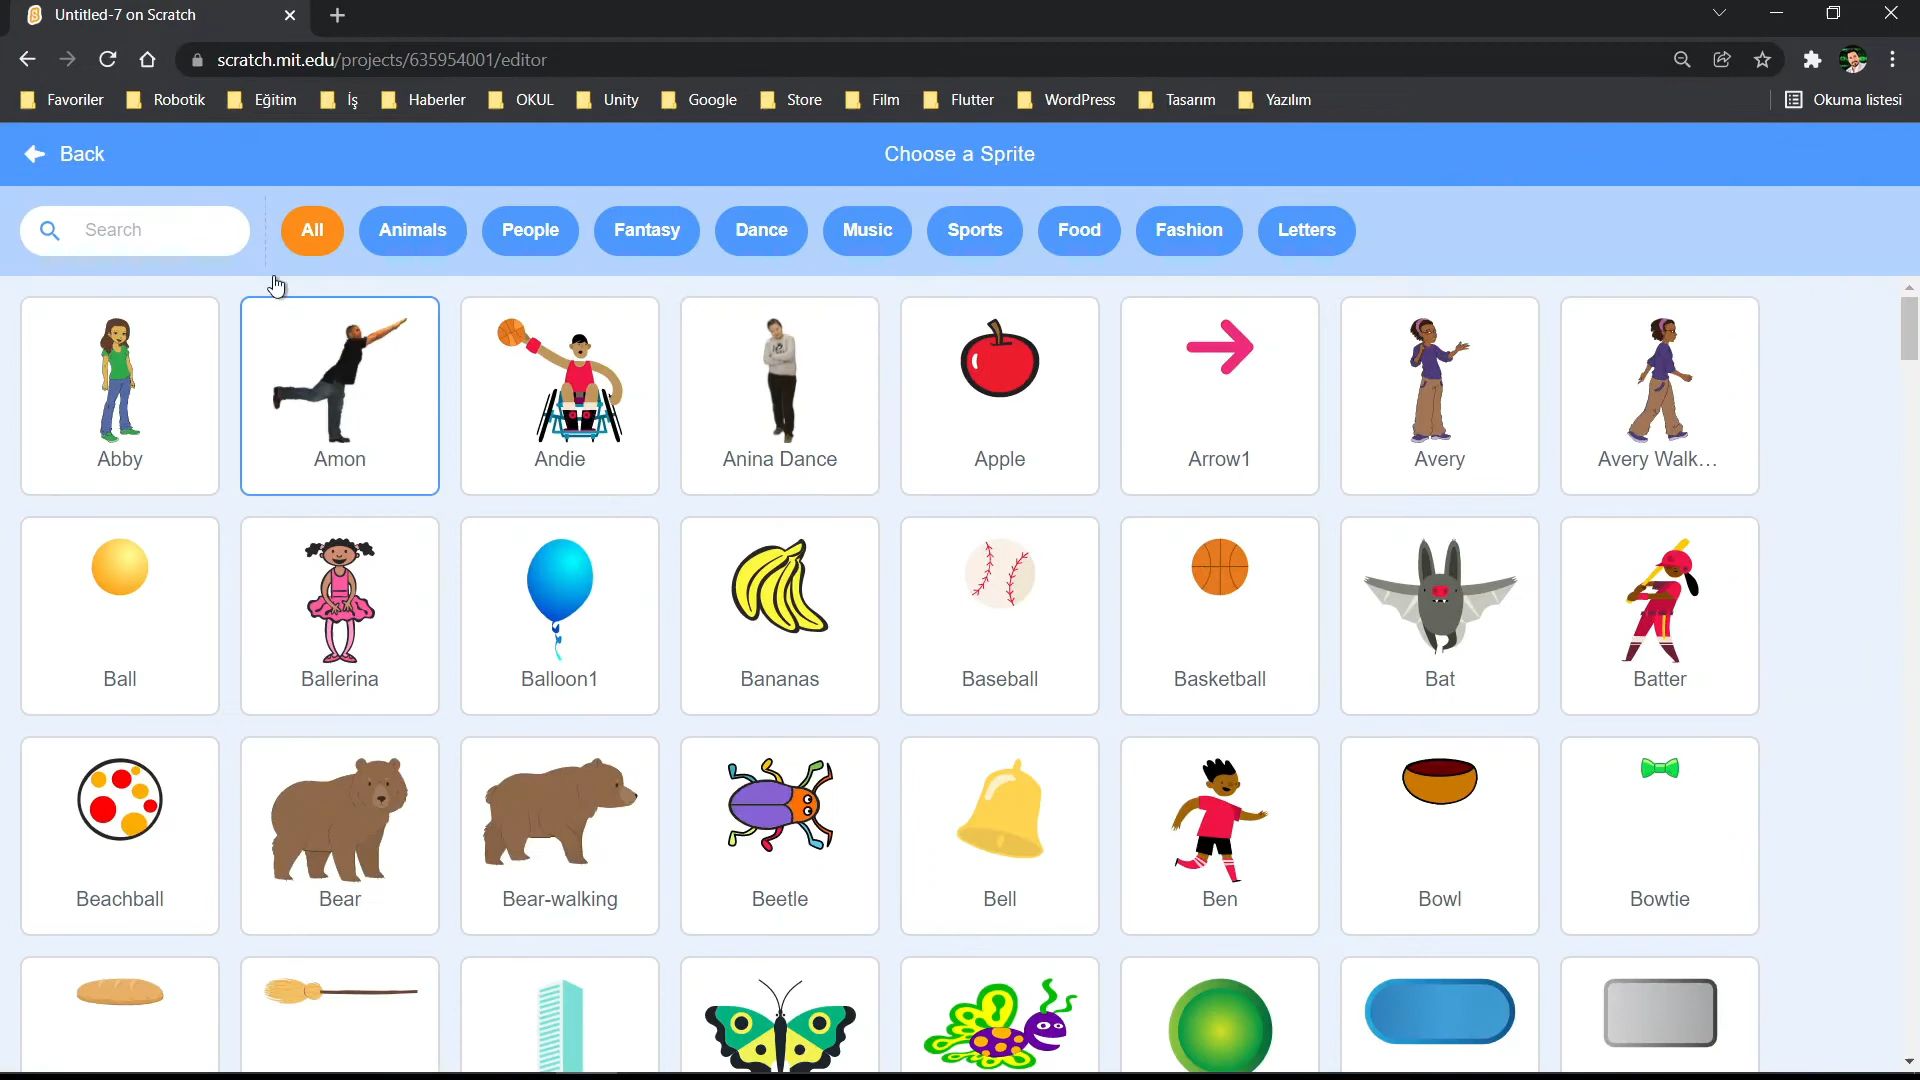 Untitled-7 on Scratch
scratch.mit.edu/projects/635954001/editor
Favoriler Robotik Eğitim İş Haberler OKUL Unity Google Store Film Flutter WordPress Tasarım Yazılım Okuma listesi
Back Choose a Sprite
Search All Animals People Fantasy Dance Music Sports Food Fashion Letters
Abby Amon Andie Anina Dance Apple Arrow1 Avery Avery Walk...
Ball Ballerina Balloon1 Bananas Baseball Basketball Bat Batter
Beachball Bear Bear-walking Beetle Bell Ben Bowl Bowtie